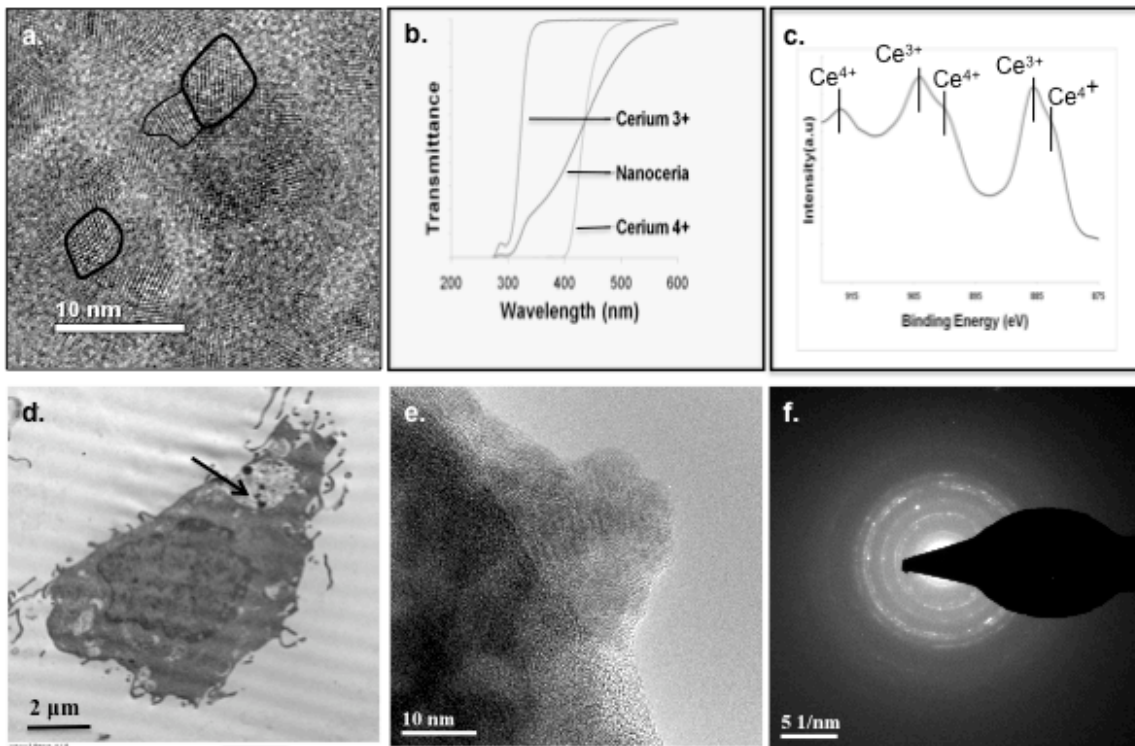 a.
10 nm
b.
Transmittance
Cerium 3+
Nanoceria
Cerium 4+
200 300 400 500 600
Wavelength (nm)
c.
Ce4+
Ce3+
Ce4+
Ce3+
Ce4+
Intensity(a.u)
915 905 895 885 875
Binding Energy (eV)
d.
2 µm
e.
10 nm
f.
5 1/nm